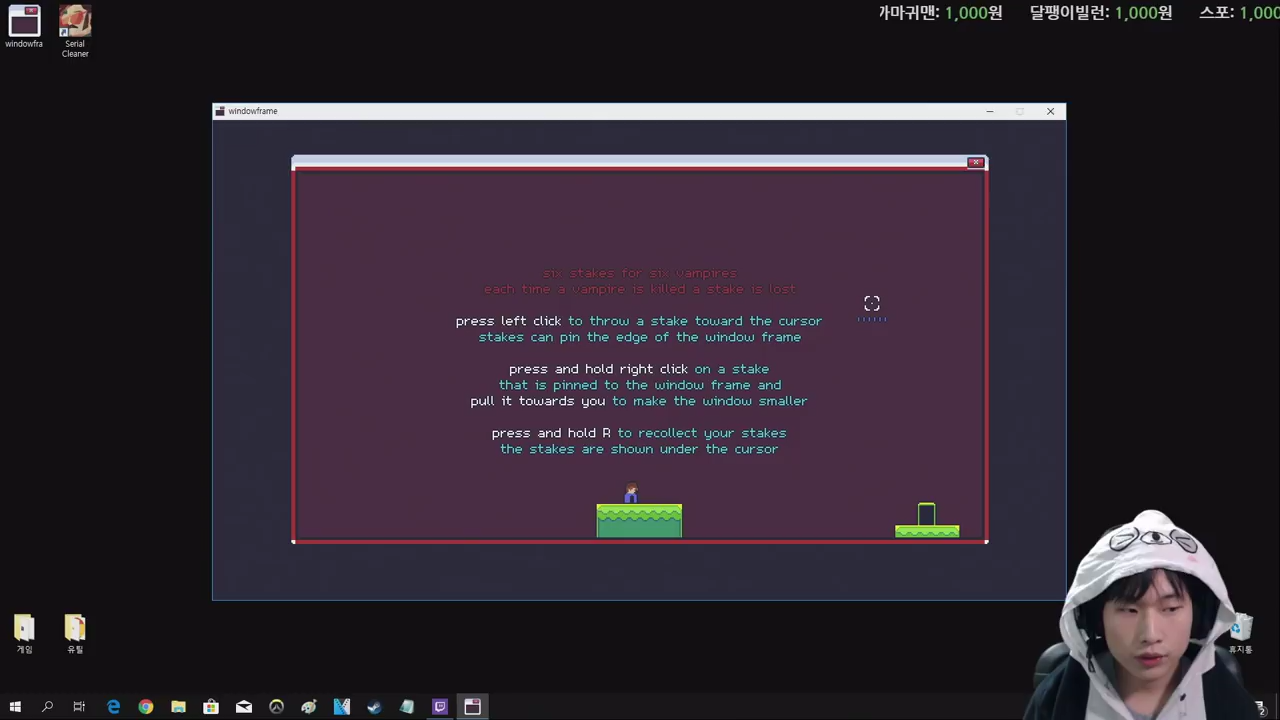 가마귀맨: 1,000원 달팽이빌런: 1,000원 스포: 1,000
windowfra
Serial
Cleaner
windowframe
six stakes for six vampires
each time a vampire is killed a stake is lost
press left click to throw a stake toward the cursor
stakes can pin the edge of the window frame
press and hold right click on a stake
that is pinned to the window frame and
pull it towards you to make the window smaller
press and hold R to recollect your stakes
the stakes are shown under the cursor
게임
유틸
휴지통